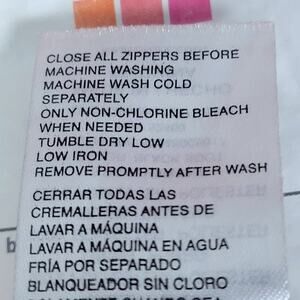 CLOSE ALL ZIPPERS BEFORE
MACHINE WASHING
MACHINE WASH COLD
SEPARATELY
ONLY NON-CHLORINE BLEACH
WHEN NEEDED
TUMBLE DRY LOW
LOW IRON
REMOVE PROMPTLY AFTER WASH
CERRAR TODAS LAS
CREMALLERAS ANTES DE
LAVAR A MÁQUINA
LAVAR A MÁQUINA EN AGUA
FRÍA POR SEPARADO
BLANQUEADOR SIN CLORO